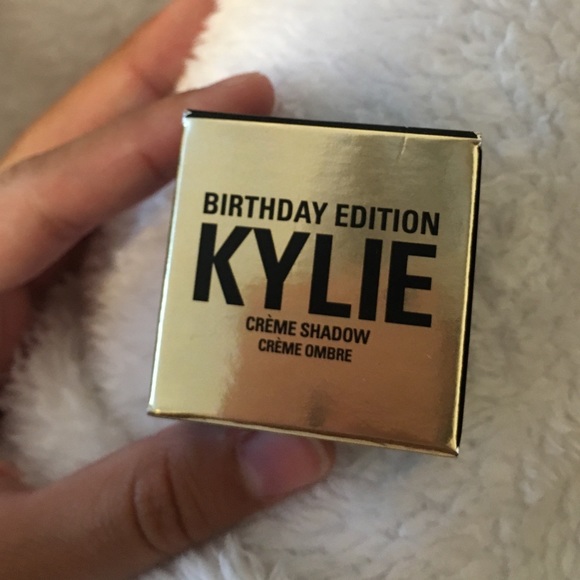 BIRTHDAY EDITION
KYLIE
CRÈME SHADOW
CRÈME OMBRE